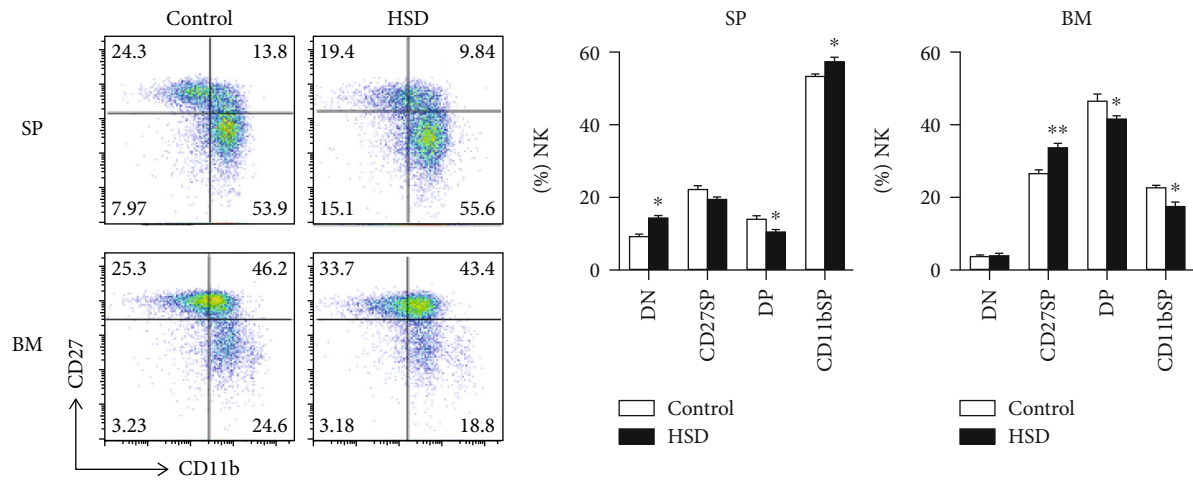 Control
HSD
SP
24.3
13.8
7.97
53.9
19.4
9.84
15.1
55.6
BM
25.3
46.2
3.23
24.6
33.7
43.4
3.18
18.8
CD27
CD11b
SP
(%) NK
60
40
20
0
*
*
*
DN
CD27SP
DP
CD11bSP
Control
HSD
BM
(%) NK
60
40
20
0
**
*
*
DN
CD27SP
DP
CD11bSP
Control
HSD